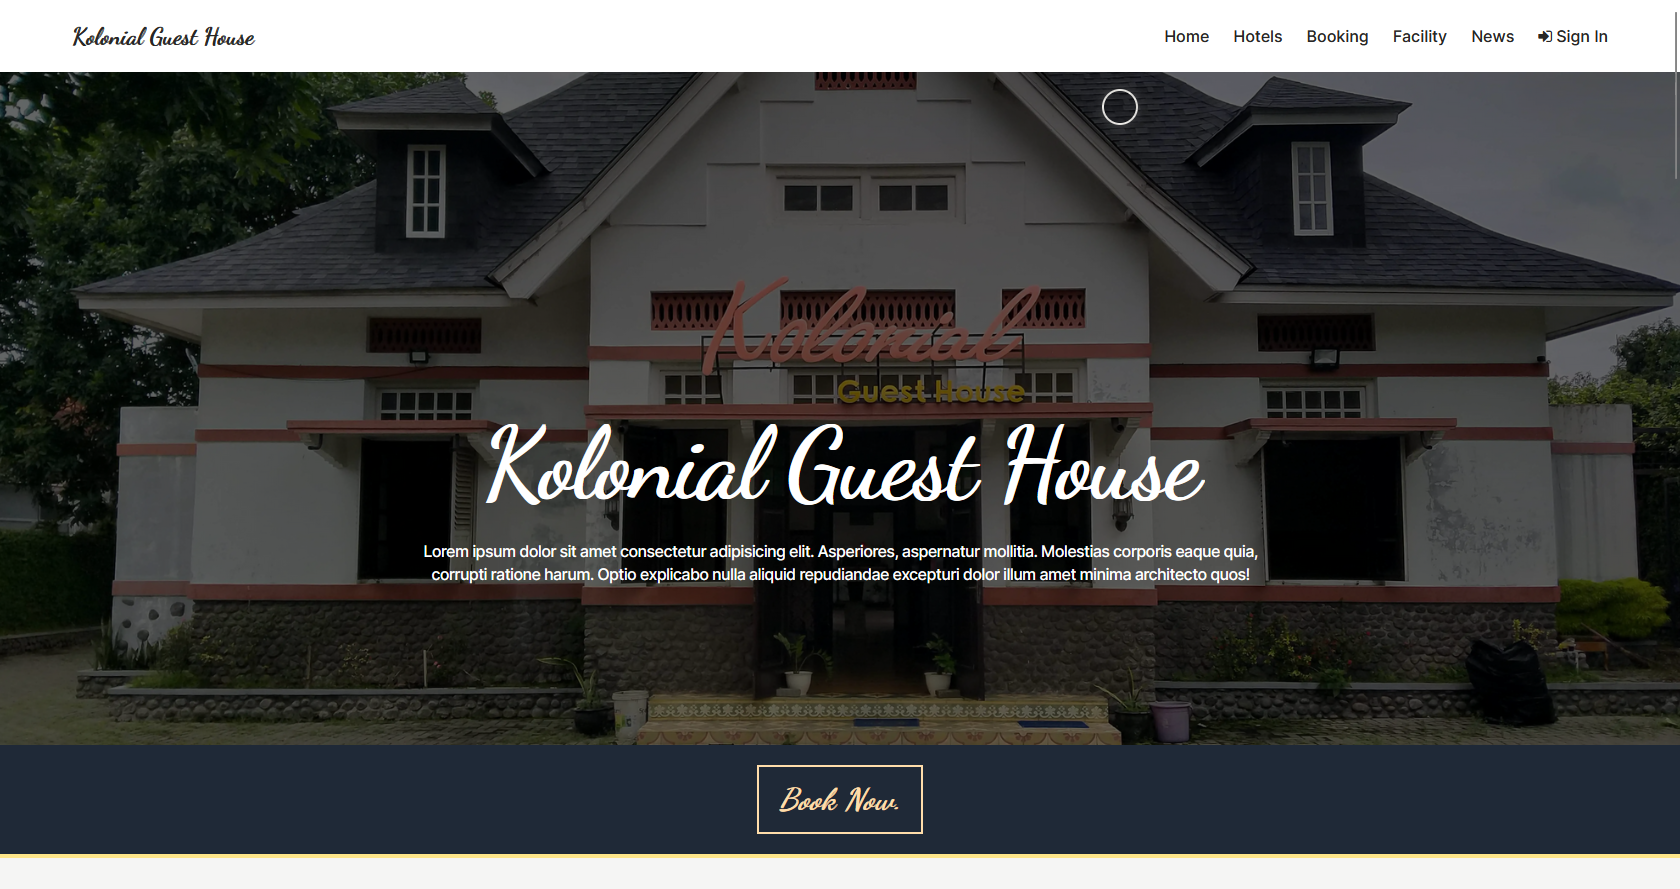 Kolonial Guest House
Home Hotels Booking Facility News Sign In
Kolonial
Guest House
Kolonial Guest House
Lorem ipsum dolor sit amet consectetur adipisicing elit. Asperiores, aspernatur mollitia. Molestias corporis eaque quia,
corrupti ratione harum. Optio explicabo nulla aliquid repudiandae excepturi dolor illum amet minima architecto quos!
Book Now.